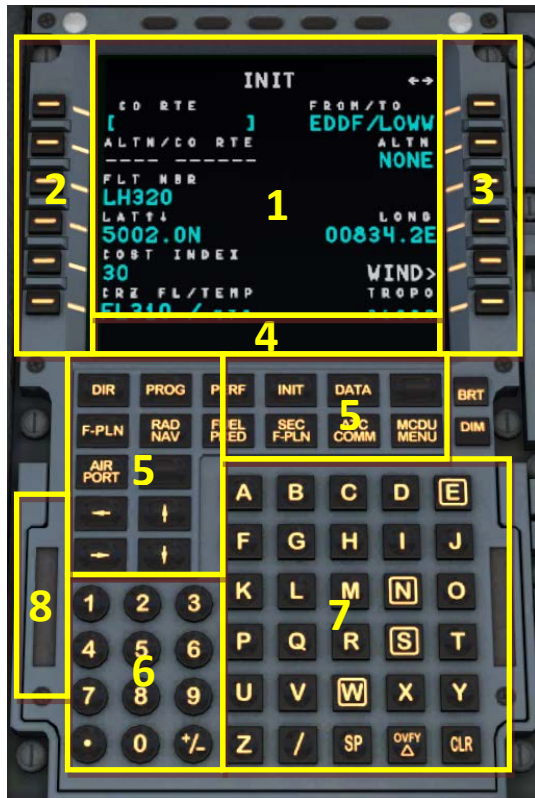 INIT ←→
CO RTE FROM/TO
[ ] EDDF/LOWW
ALTN/CO RTE ALTN
---- ------ NONE
FLT NBR
LH320
2 1 3
LAT↑↓ LONG
5002.0N 00834.2E
COST INDEX
30 WIND>
CRZ FL/TEMP TROPO
FL310 /---
4
DIR PROG PERF INIT DATA BRT
5
F-PLN RAD NAV FUEL PRED SEC F-PLN ATC COMM MCDU MENU DIM
AIR PORT
5
← ↑
→ ↓
A B C D E
F G H I J
K L M N O
P Q R S T
U V W X Y
Z / SP OVFY Δ CLR
7
8
1 2 3
4 5 6
6
7 8 9
. 0 +/-